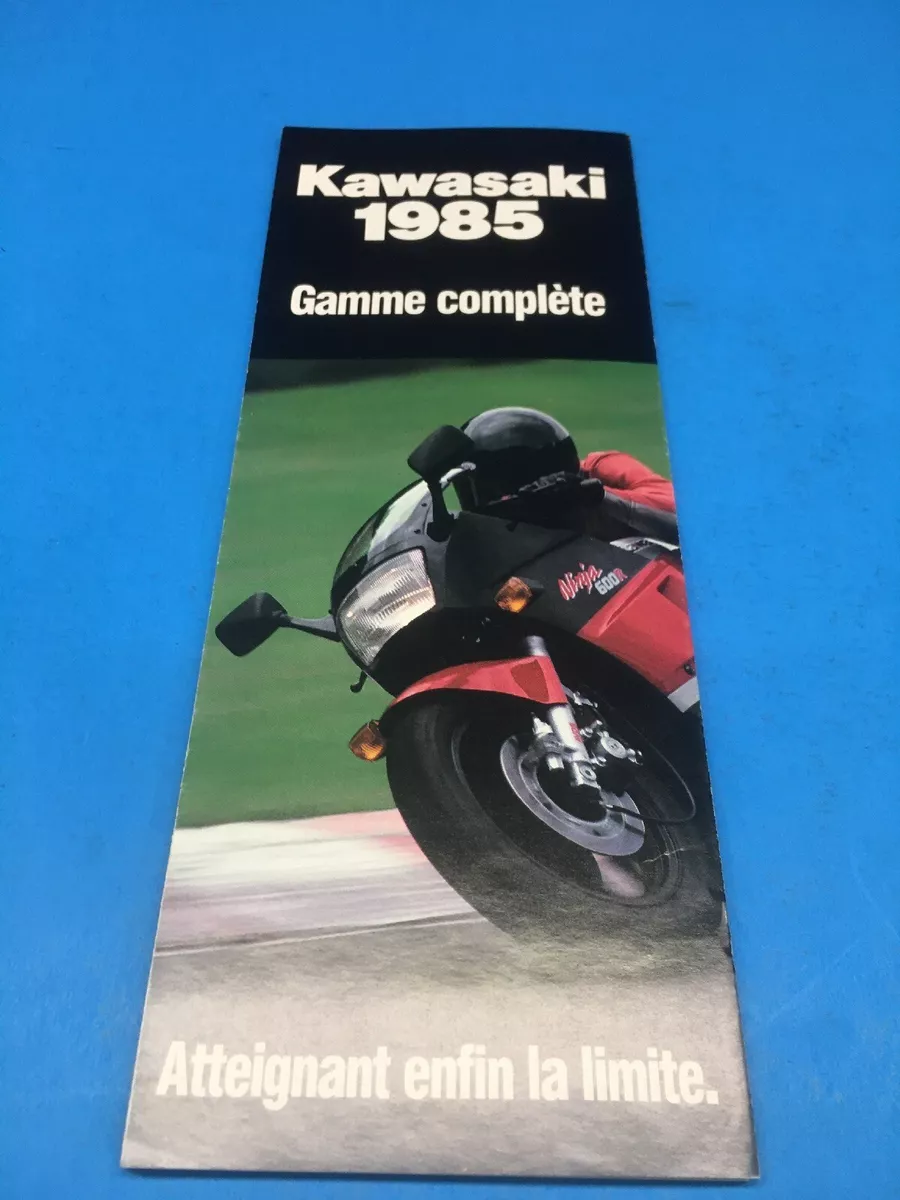 Kawasaki
1985
Gamme complète
Ninja
600R
Atteignant enfin la limite.